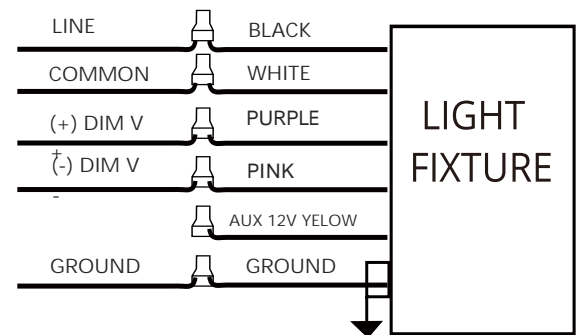 LINE BLACK
COMMON WHITE
(+) DIM V PURPLE
+
(-) DIM V PINK
-
AUX 12V YELOW
GROUND GROUND
LIGHT
FIXTURE